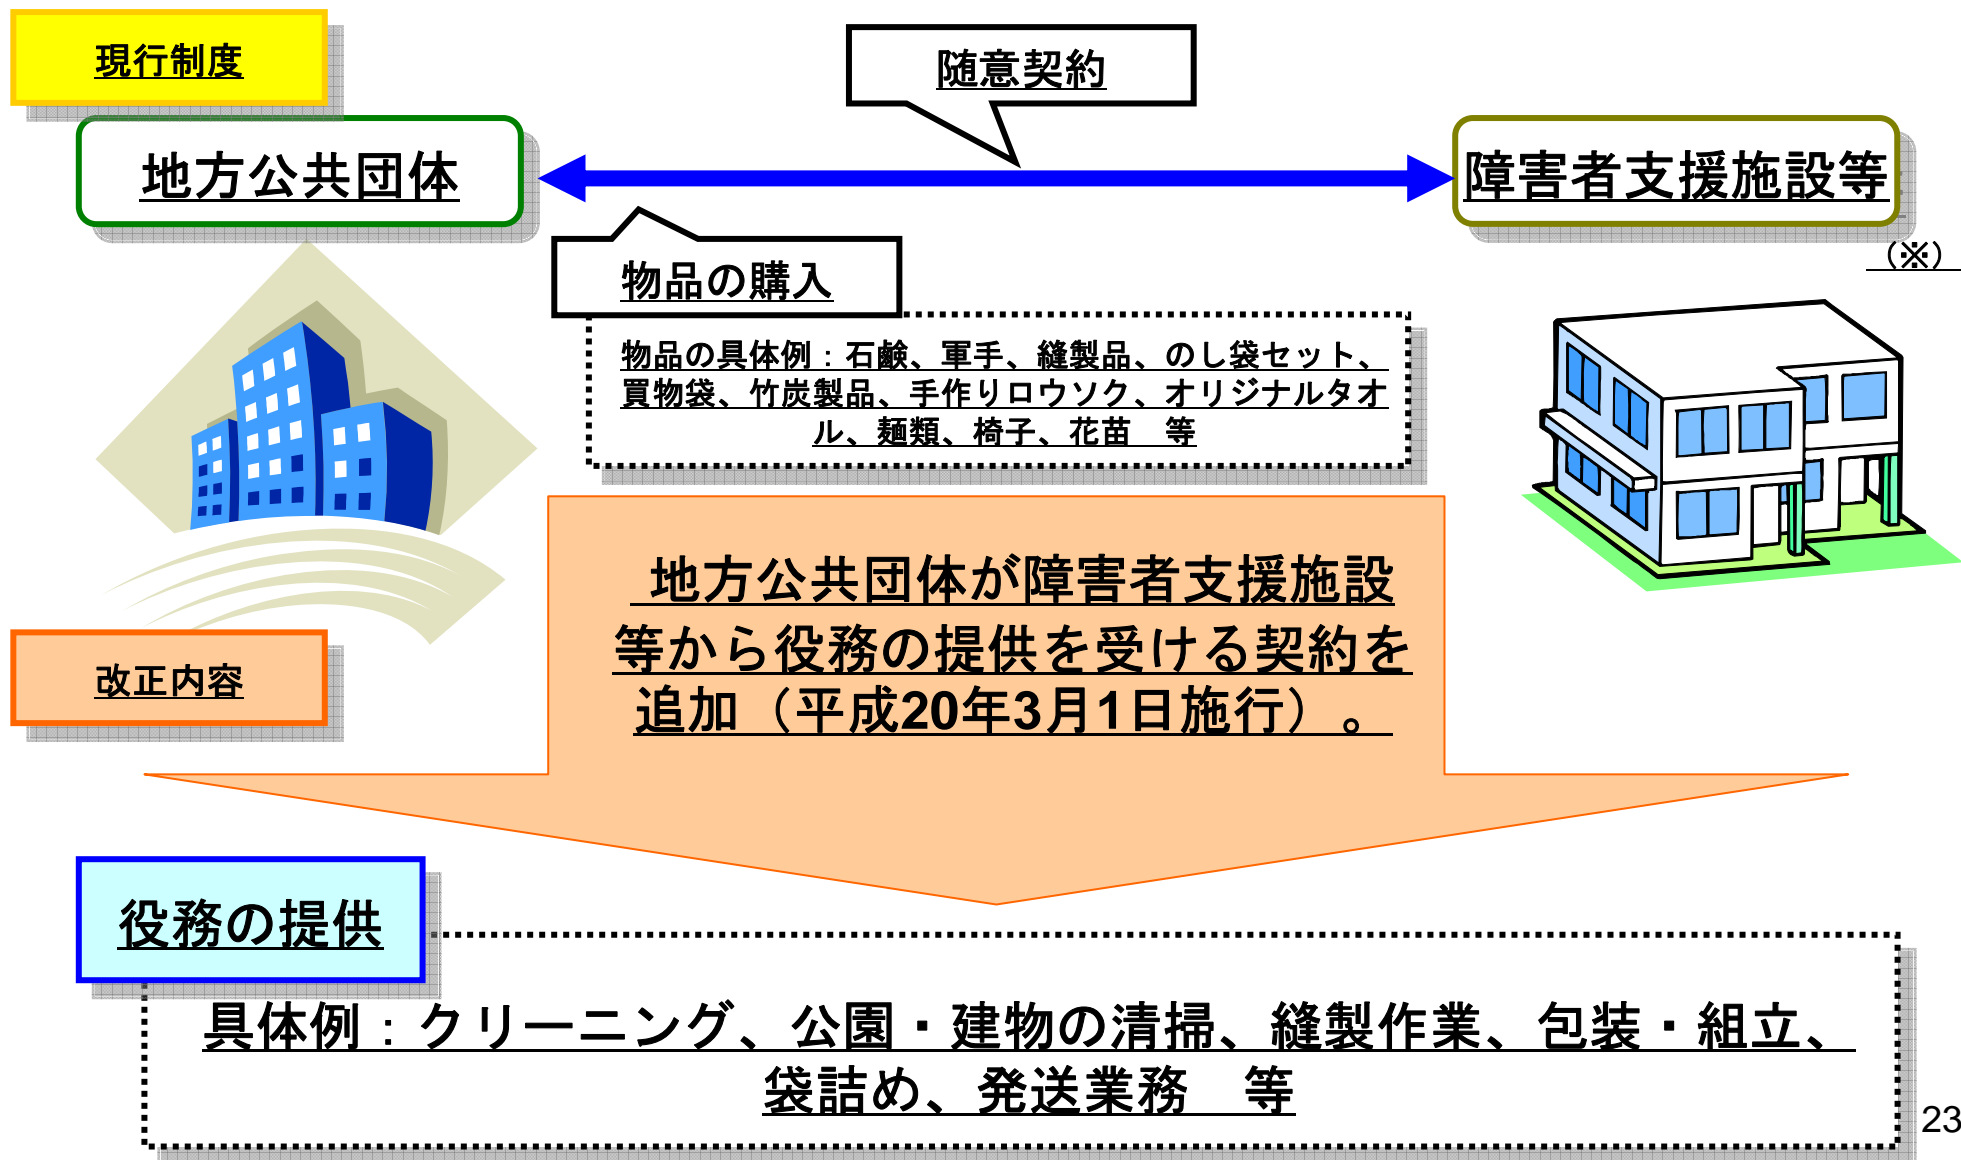 現行制度
随意契約
地方公共団体
障害者支援施設等
（※）
物品の購入
物品の具体例：石鹸、軍手、縫製品、のし袋セット、
買物袋、竹炭製品、手作りロウソク、オリジナルタオ
ル、麺類、椅子、花苗　等
地方公共団体が障害者支援施設
等から役務の提供を受ける契約を
追加（平成20年3月1日施行）。
改正内容
役務の提供
具体例：クリーニング、公園・建物の清掃、縫製作業、包装・組立、
袋詰め、発送業務　等
23